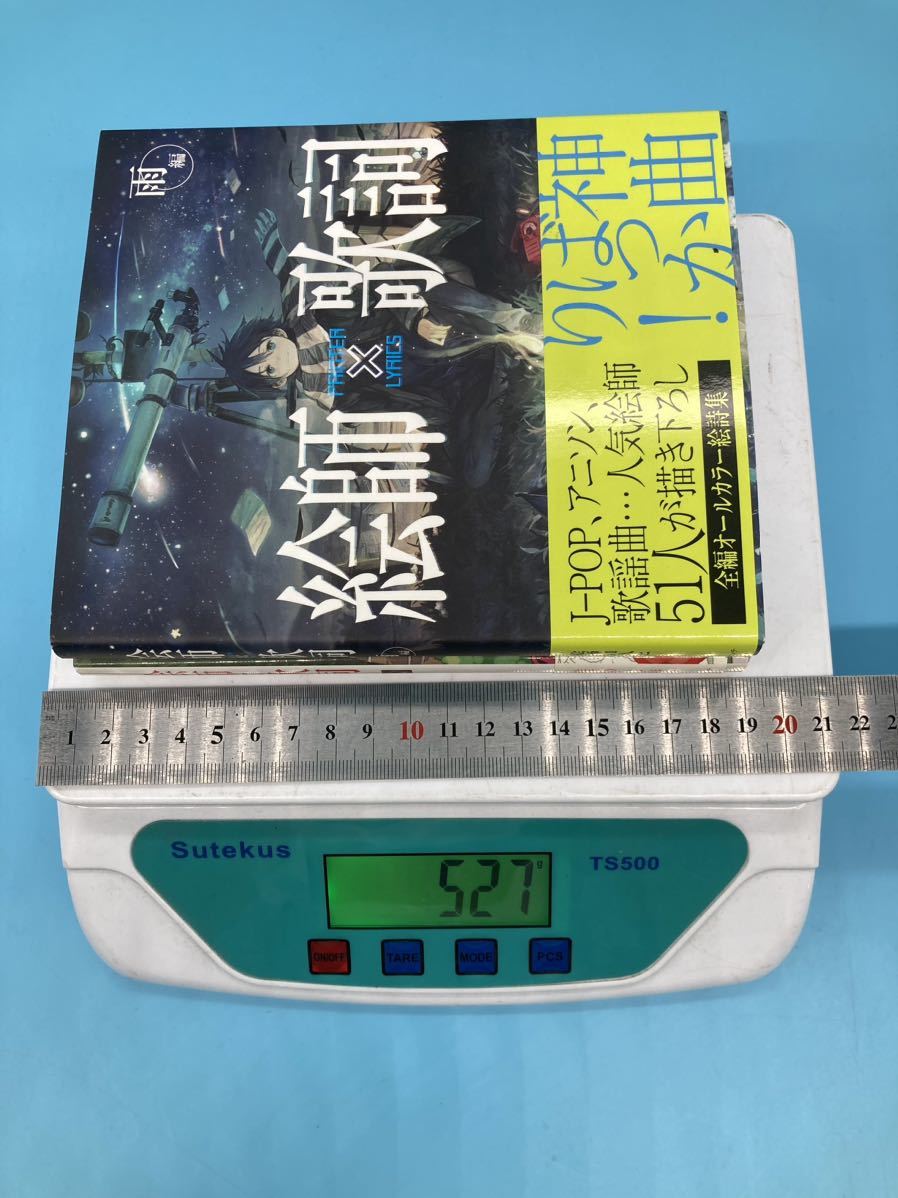 雨編
絵師 × 歌詞
PAINTER
LYRICS
神曲
ばっか
り!
J-POP、アニソン、
歌謡曲…人気絵師
51人が描き下ろし
全編オールカラー絵詩集
1 2 3 4 5 6 7 8 9 10 11 12 13 14 15 16 17 18 19 20 21 22
Sutekus
TS500
527 g
ON/OFF
TARE
MODE
PCS